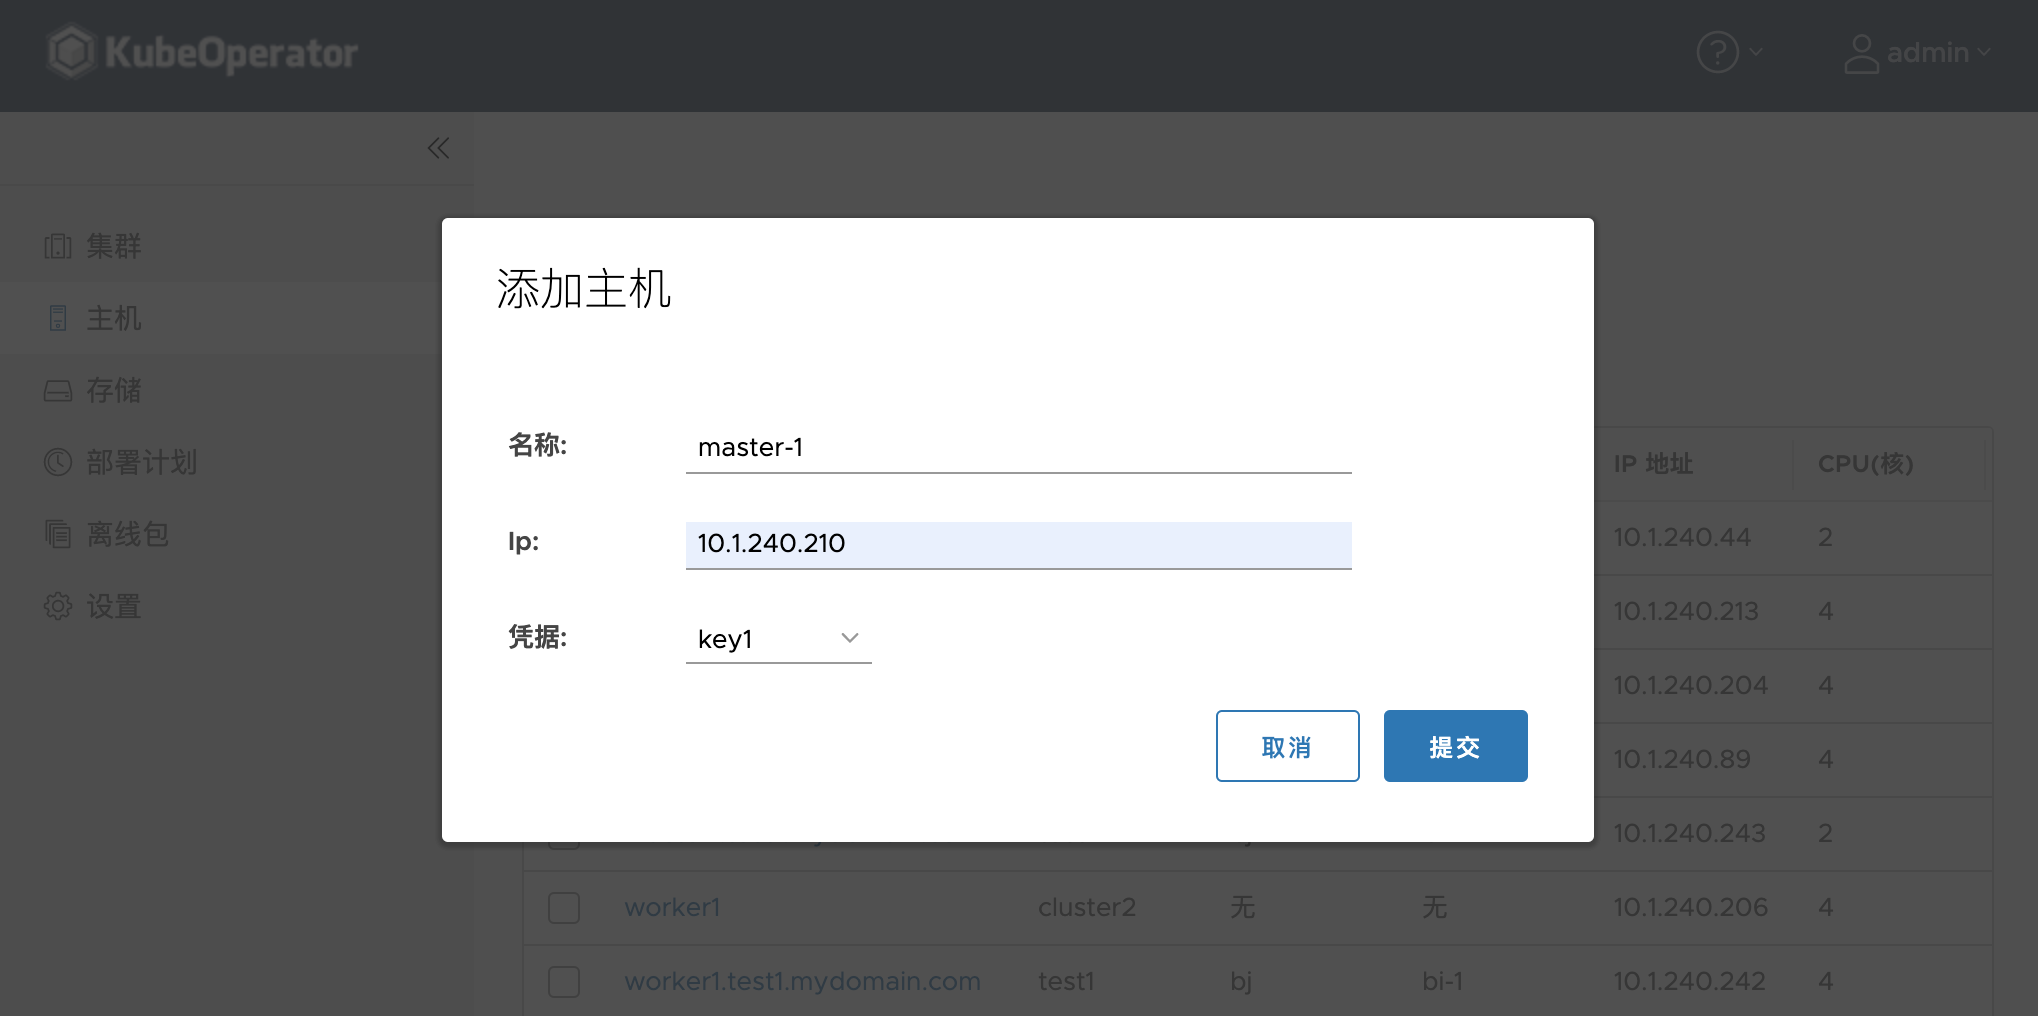 KubeOperator
admin
集群
主机
存储
部署计划
离线包
设置
添加主机
名称: master-1
Ip: 10.1.240.210
凭据: key1
取消 提交
IP 地址 CPU(核)
10.1.240.44 2
10.1.240.213 4
10.1.240.204 4
10.1.240.89 4
10.1.240.243 2
worker1 cluster2 无 无 10.1.240.206 4
worker1.test1.mydomain.com test1 bj bj-1 10.1.240.242 4